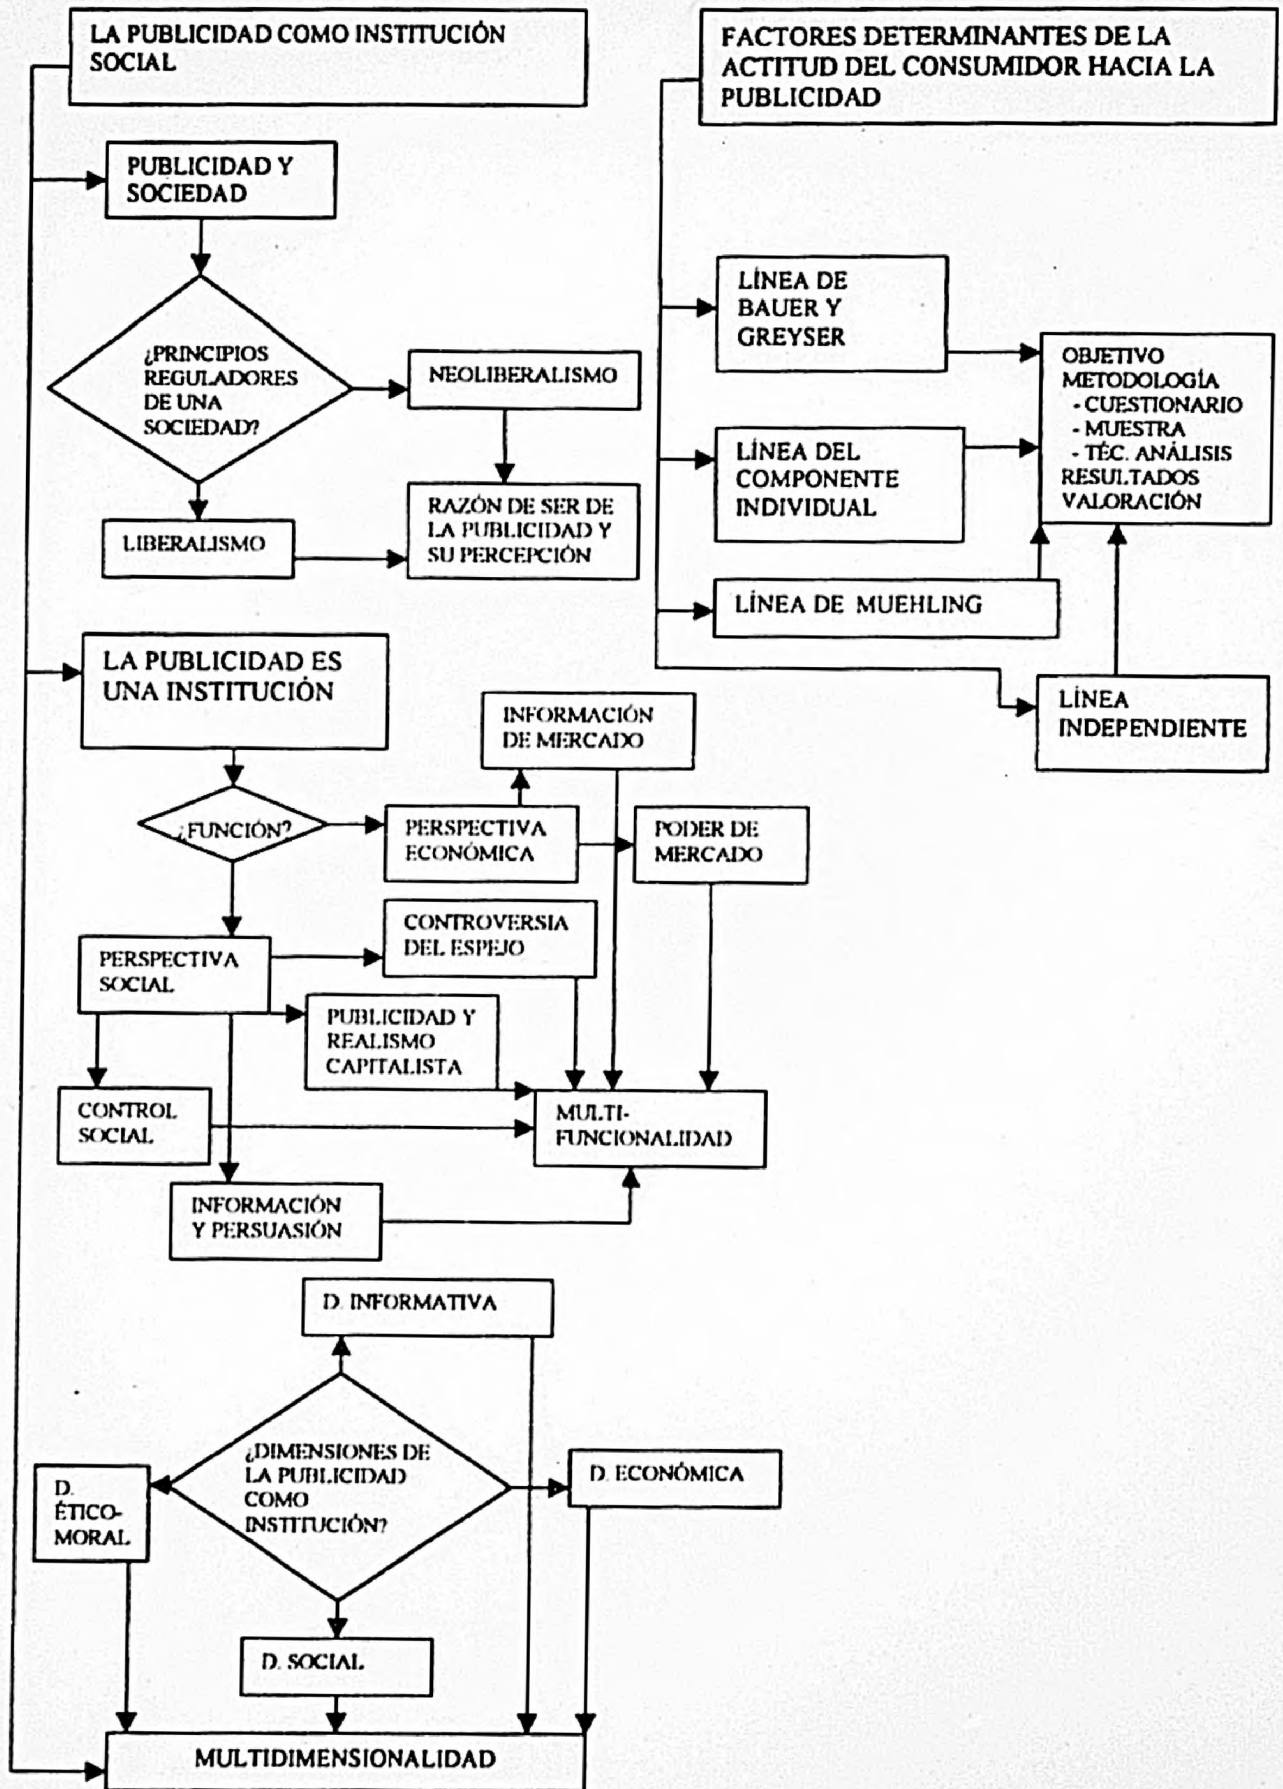 LA PUBLICIDAD COMO INSTITUCIÓN
SOCIAL
PUBLICIDAD Y
SOCIEDAD
¿PRINCIPIOS
REGULADORES
DE UNA
SOCIEDAD?
NEOLIBERALISMO
LIBERALISMO
RAZÓN DE SER DE
LA PUBLICIDAD Y
SU PERCEPCIÓN
LA PUBLICIDAD ES
UNA INSTITUCIÓN
¿FUNCIÓN?
PERSPECTIVA
ECONÓMICA
INFORMACIÓN
DE MERCADO
PODER DE
MERCADO
PERSPECTIVA
SOCIAL
CONTROVERSIA
DEL ESPEJO
PUBLICIDAD Y
REALISMO
CAPITALISTA
CONTROL
SOCIAL
MULTI-
FUNCIONALIDAD
INFORMACIÓN
Y PERSUASIÓN
D. INFORMATIVA
¿DIMENSIONES DE
LA PUBLICIDAD
COMO
INSTITUCIÓN?
D. ECONÓMICA
D.
ÉTICO-
MORAL
D. SOCIAL
MULTIDIMENSIONALIDAD
FACTORES DETERMINANTES DE LA
ACTITUD DEL CONSUMIDOR HACIA LA
PUBLICIDAD
LÍNEA DE
BAUER Y
GREYSER
LÍNEA DEL
COMPONENTE
INDIVIDUAL
LÍNEA DE MUEHLING
LÍNEA
INDEPENDIENTE
OBJETIVO
METODOLOGÍA
- CUESTIONARIO
- MUESTRA
- TÉC. ANÁLISIS
RESULTADOS
VALORACIÓN